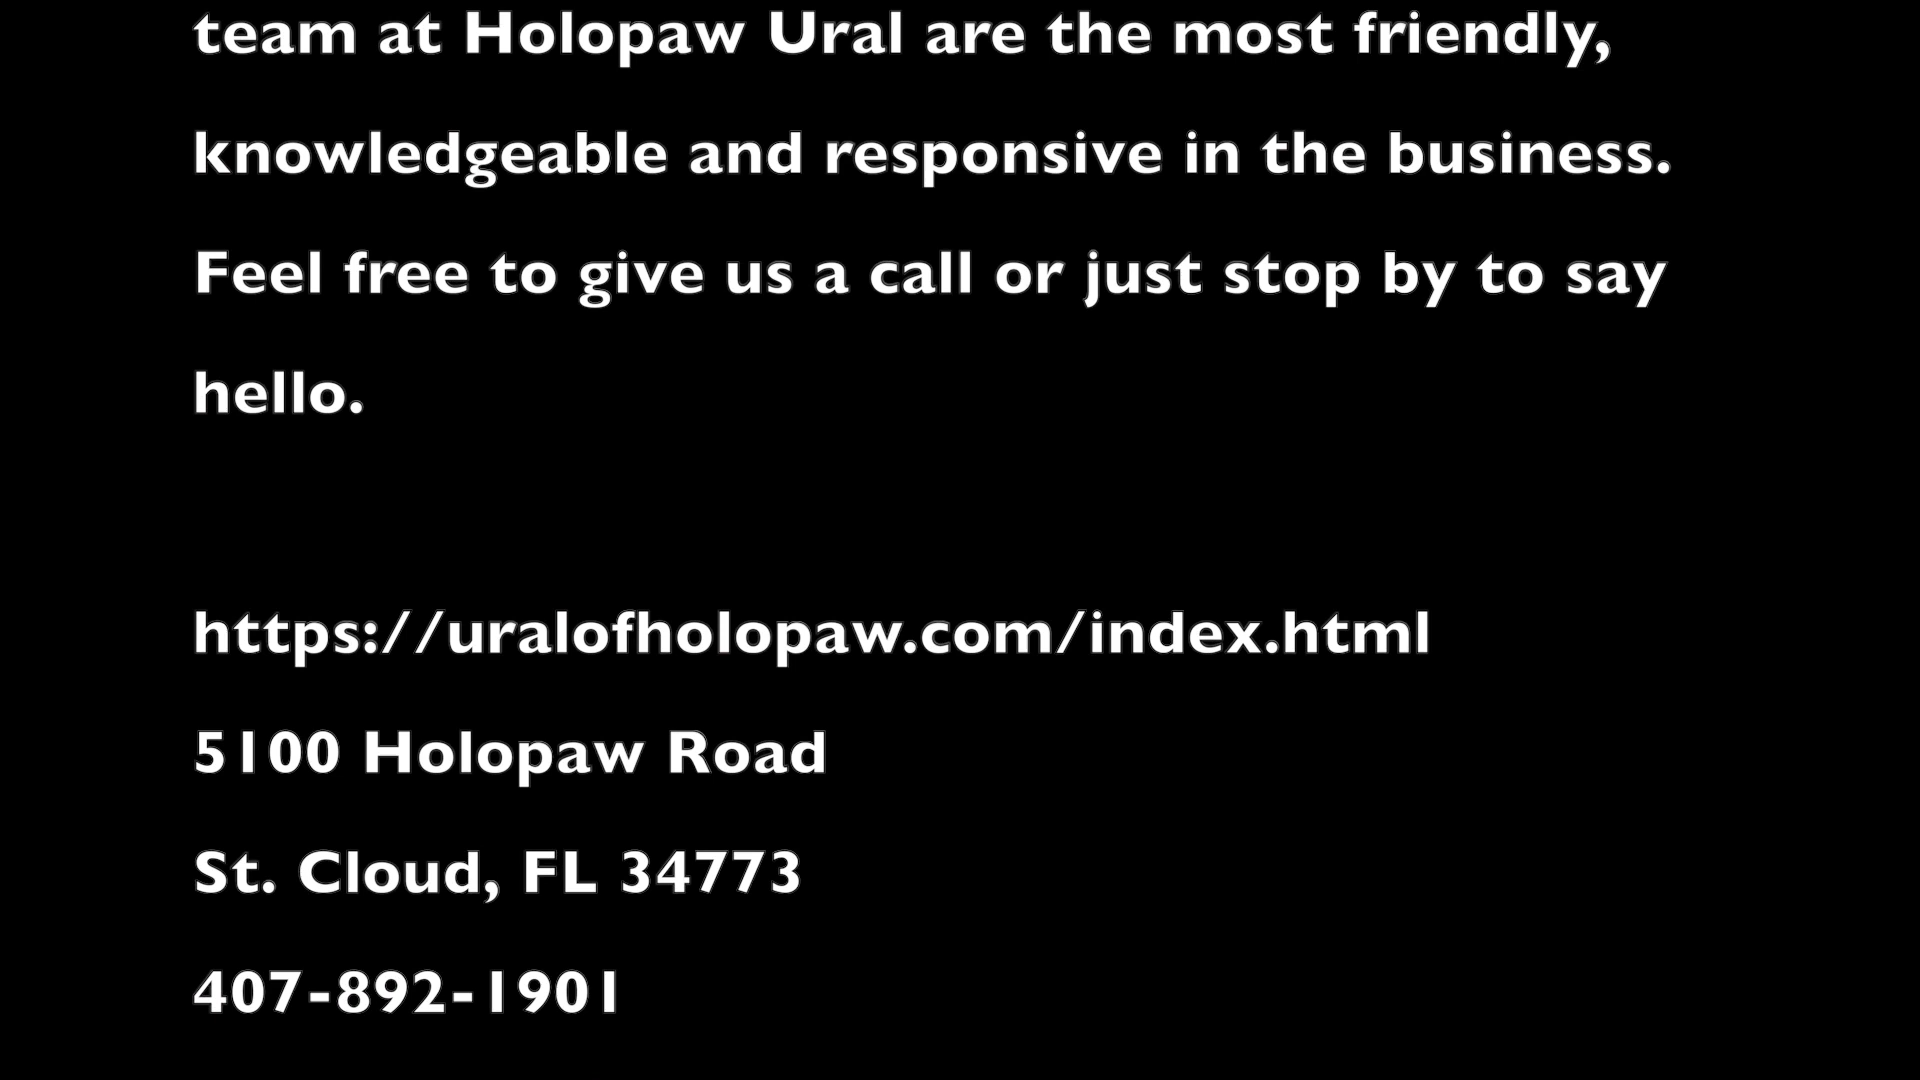 team at Holopaw Ural are the most friendly,
knowledgeable and responsive in the business.
Feel free to give us a call or just stop by to say
hello.
https://uralofholopaw.com/index.html
5100 Holopaw Road
St. Cloud, FL 34773
407-892-1901